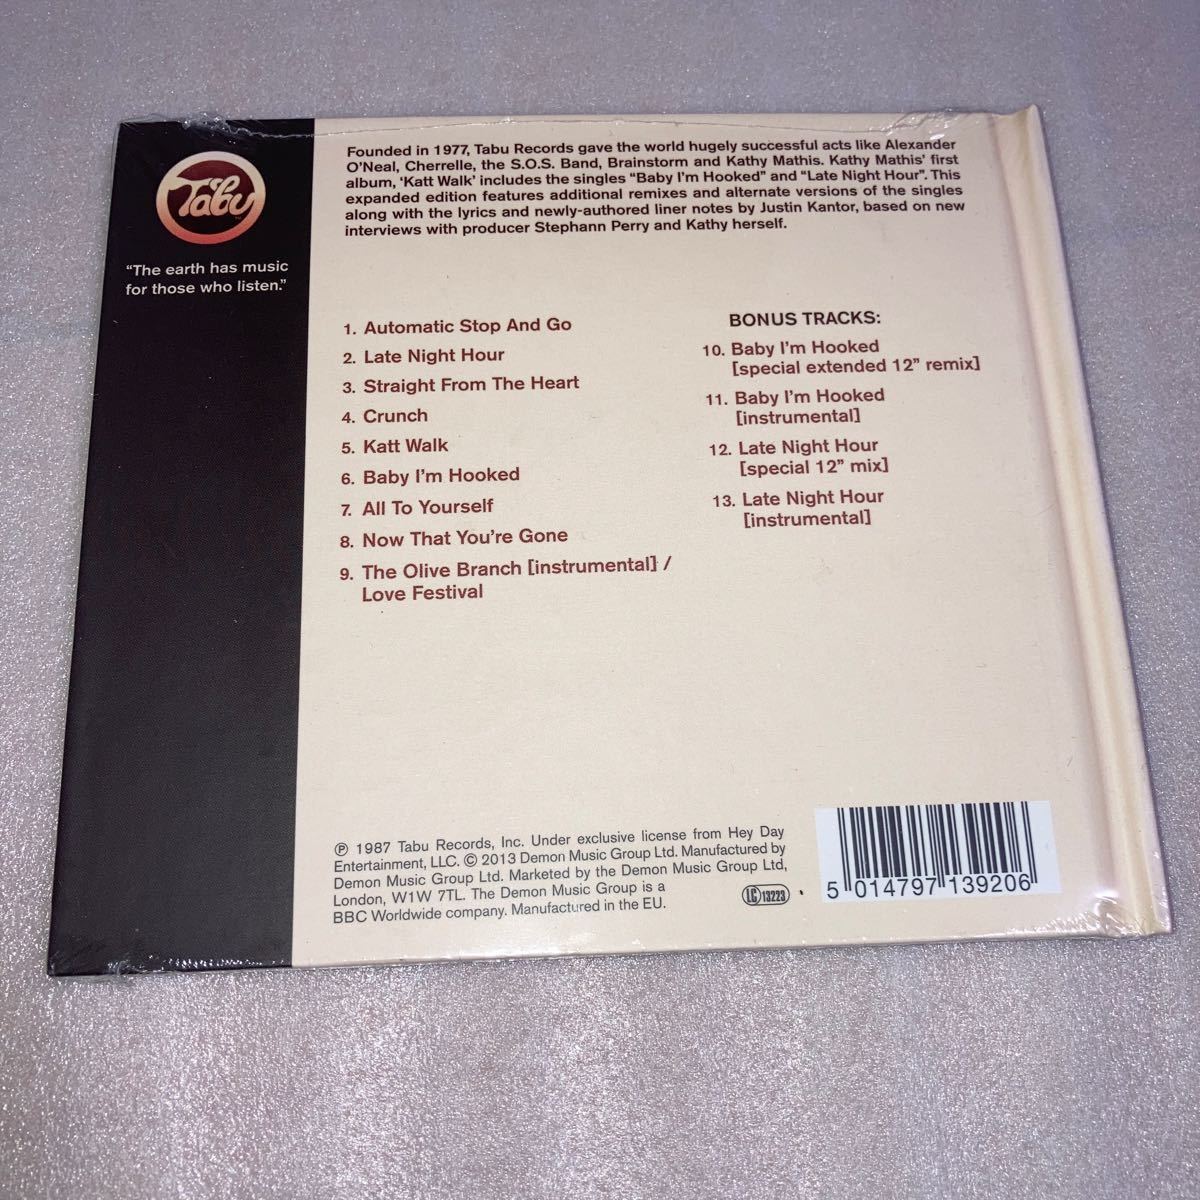 Tabu
“The earth has music
for those who listen.”
Founded in 1977, Tabu Records gave the world hugely successful acts like Alexander
O’Neal, Cherrelle, the S.O.S. Band, Brainstorm and Kathy Mathis. Kathy Mathis’ first
album, ‘Katt Walk’ includes the singles “Baby I’m Hooked” and “Late Night Hour”. This
expanded edition features additional remixes and alternate versions of the singles
along with the lyrics and newly-authored liner notes by Justin Kantor, based on new
interviews with producer Stephann Perry and Kathy herself.
1. Automatic Stop And Go
2. Late Night Hour
3. Straight From The Heart
4. Crunch
5. Katt Walk
6. Baby I’m Hooked
7. All To Yourself
8. Now That You’re Gone
9. The Olive Branch [instrumental] /
Love Festival
BONUS TRACKS:
10. Baby I’m Hooked
[special extended 12” remix]
11. Baby I’m Hooked
[instrumental]
12. Late Night Hour
[special 12” mix]
13. Late Night Hour
[instrumental]
℗ 1987 Tabu Records, Inc. Under exclusive license from Hey Day
Entertainment, LLC. © 2013 Demon Music Group Ltd. Manufactured by
Demon Music Group Ltd. Marketed by the Demon Music Group Ltd,
London, W1W 7TL. The Demon Music Group is a
BBC Worldwide company. Manufactured in the EU.
LC 13223
5 014797 139206